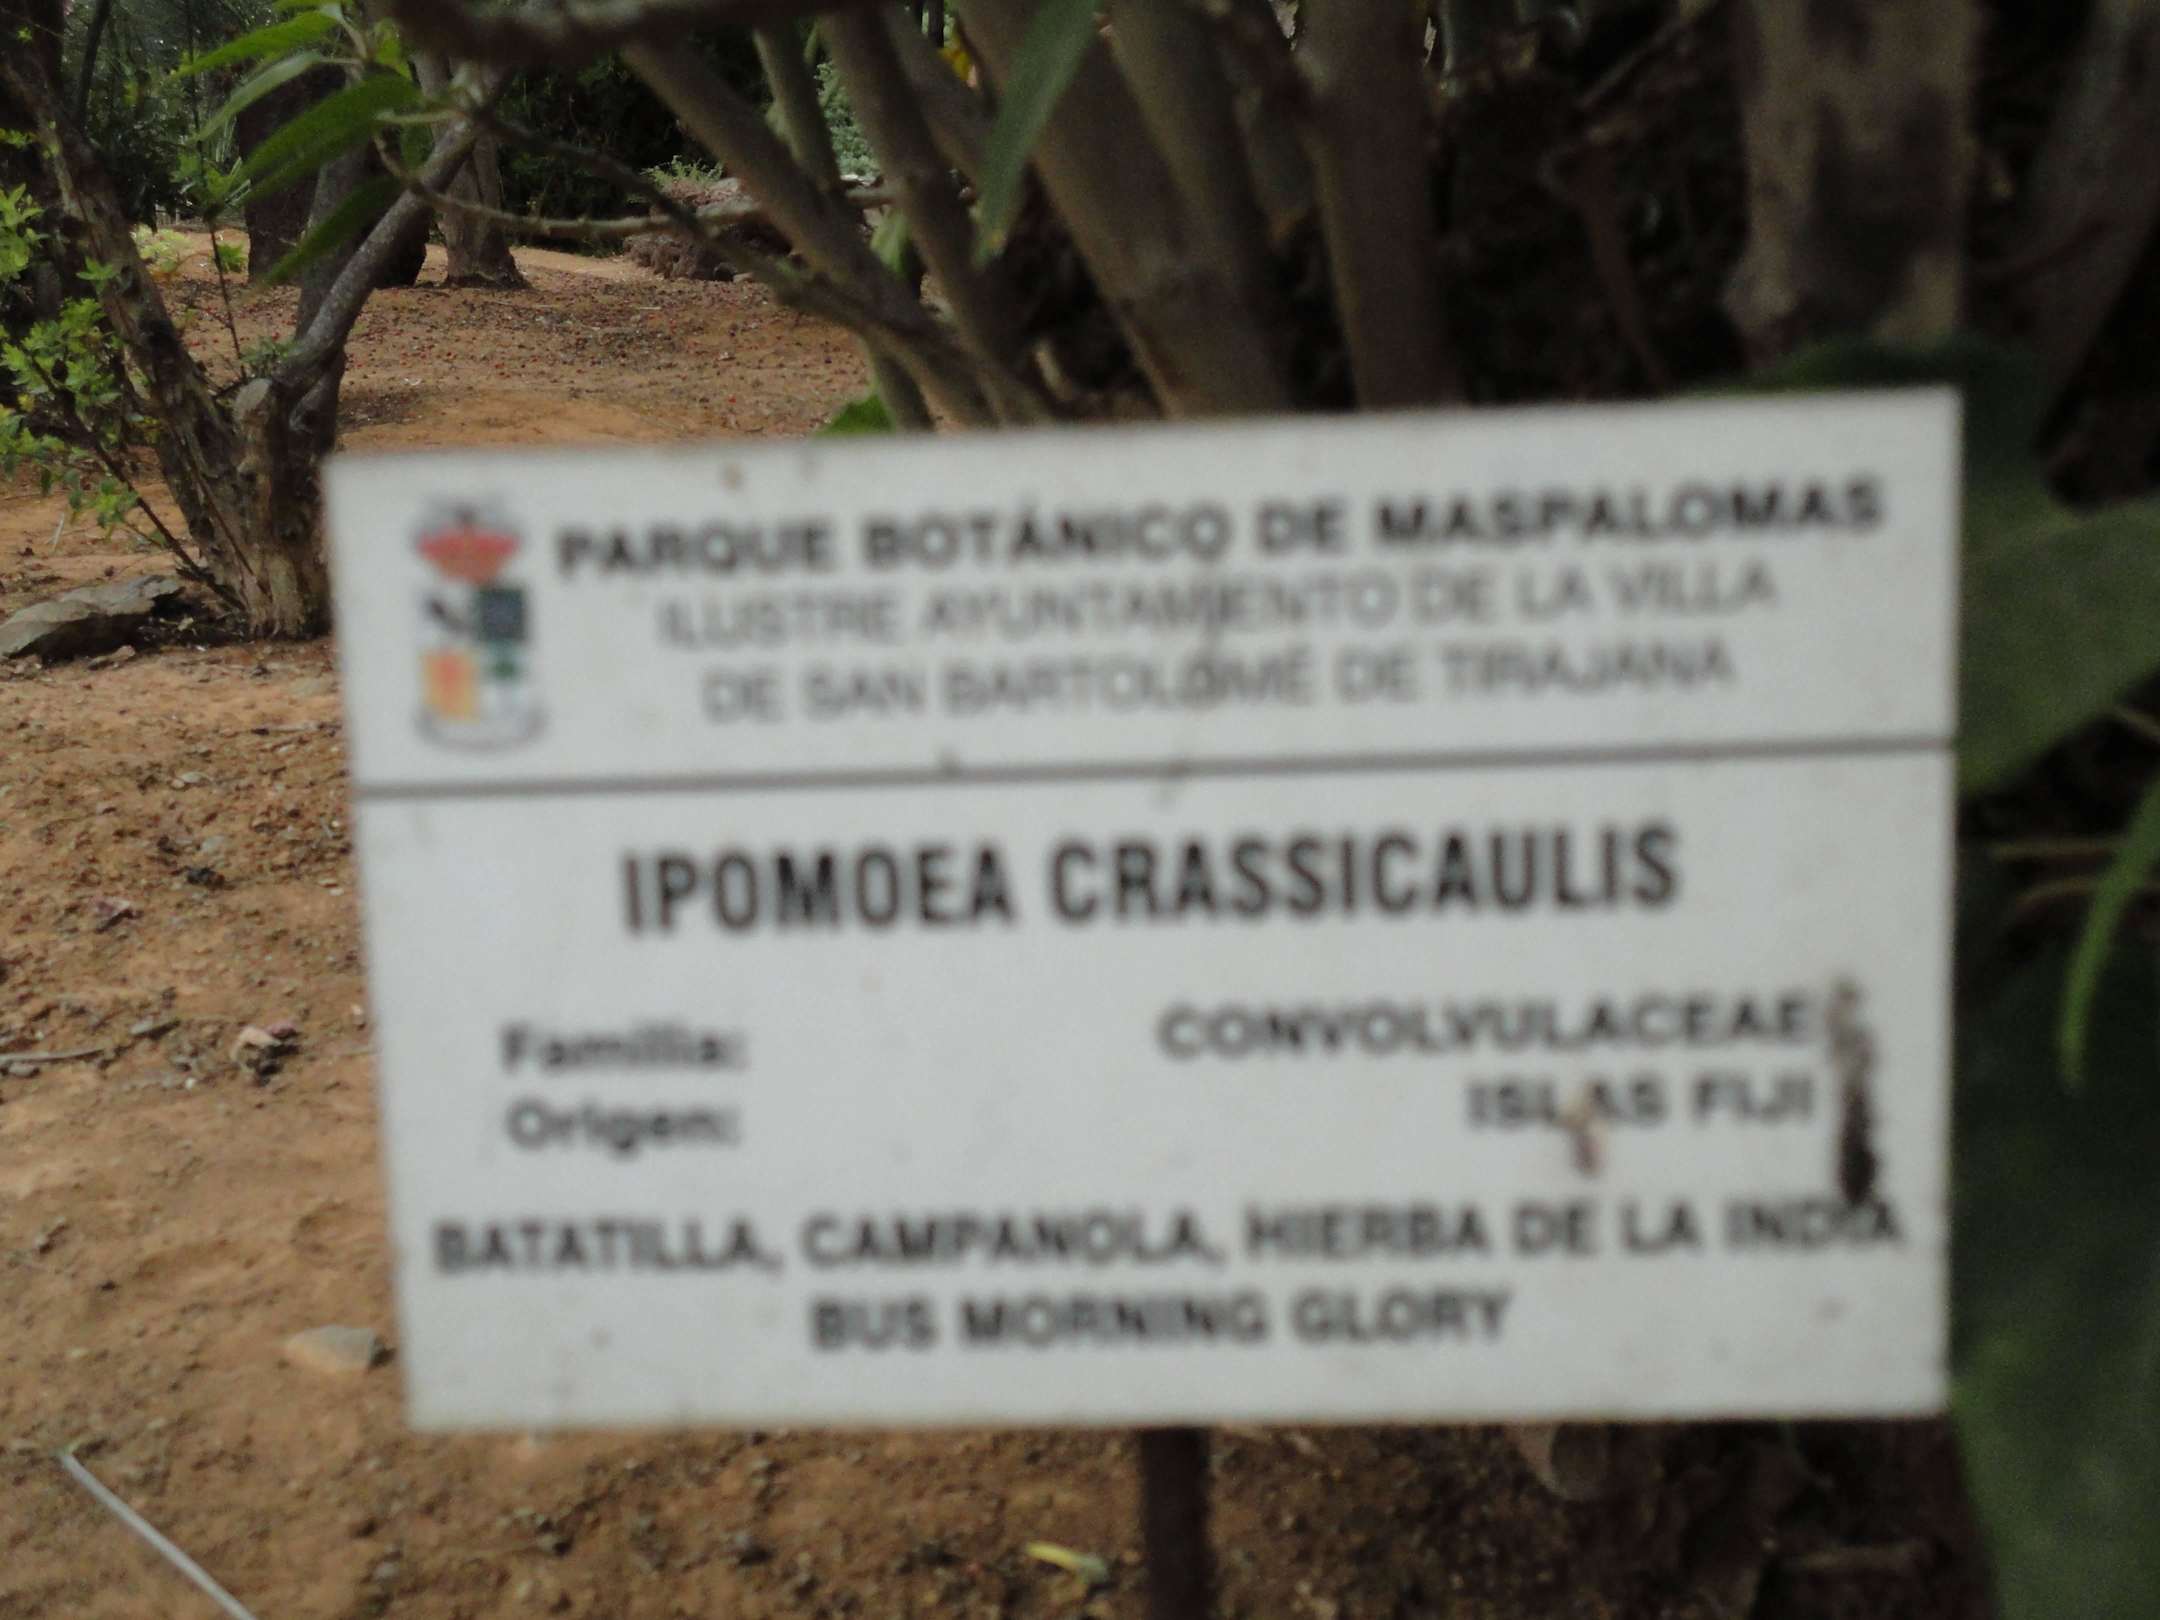 PARQUE BOTÁNICO DE MASPALOMAS
ILUSTRE AYUNTAMIENTO DE LA VILLA
DE SAN BARTOLOMÉ DE TIRAJANA
IPOMOEA CRASSICAULIS
Familia: CONVOLVULACEAE
Origen: ISLAS FIJI
BATATILLA, CAMPANOLA, HIERBA DE LA INDIA
BUS MORNING GLORY